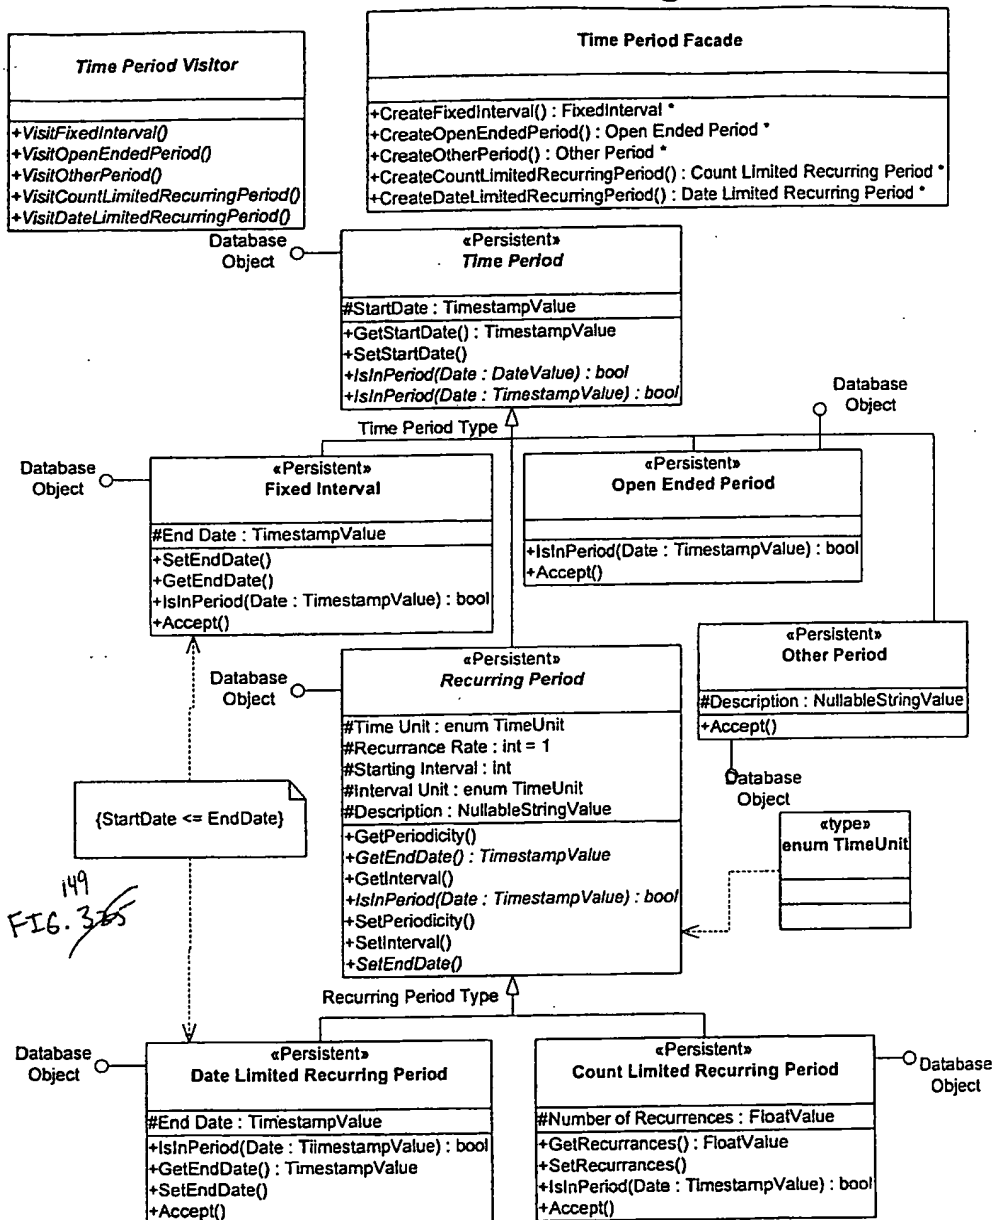 Time Period Visitor
+VisitFixedInterval()
+VisitOpenEndedPeriod()
+VisitOtherPeriod()
+VisitCountLimitedRecurringPeriod()
+VisitDateLimitedRecurringPeriod()
Time Period Facade
+CreateFixedInterval() : FixedInterval *
+CreateOpenEndedPeriod() : Open Ended Period *
+CreateOtherPeriod() : Other Period *
+CreateCountLimitedRecurringPeriod() : Count Limited Recurring Period *
+CreateDateLimitedRecurringPeriod() : Date Limited Recurring Period *
Database
Object
«Persistent»
Time Period
#StartDate : TimestampValue
+GetStartDate() : TimestampValue
+SetStartDate()
+IsInPeriod(Date : DateValue) : bool
+IsInPeriod(Date : TimestampValue) : bool
Time Period Type
Database
Object
Database
Object
«Persistent»
Fixed Interval
#End Date : TimestampValue
+SetEndDate()
+GetEndDate()
+IsInPeriod(Date : TimestampValue) : bool
+Accept()
«Persistent»
Open Ended Period
+IsInPeriod(Date : TimestampValue) : bool
+Accept()
«Persistent»
Other Period
#Description : NullableStringValue
+Accept()
Database
Object
Database
Object
«Persistent»
Recurring Period
#Time Unit : enum TimeUnit
#Recurrance Rate : int = 1
#Starting Interval : int
#Interval Unit : enum TimeUnit
#Description : NullableStringValue
+GetPeriodicity()
+GetEndDate() : TimestampValue
+GetInterval()
+IsInPeriod(Date : TimestampValue) : bool
+SetPeriodicity()
+SetInterval()
+SetEndDate()
{StartDate <= EndDate}
«type»
enum TimeUnit
149
FIG.
Recurring Period Type
Database
Object
«Persistent»
Date Limited Recurring Period
#End Date : TimestampValue
+IsInPeriod(Date : TiimestampValue) : bool
+GetEndDate() : TimestampValue
+SetEndDate()
+Accept()
«Persistent»
Count Limited Recurring Period
#Number of Recurrences : FloatValue
+GetRecurrances() : FloatValue
+SetRecurrances()
+IsInPeriod(Date : TimestampValue) : bool
+Accept()
Database
Object